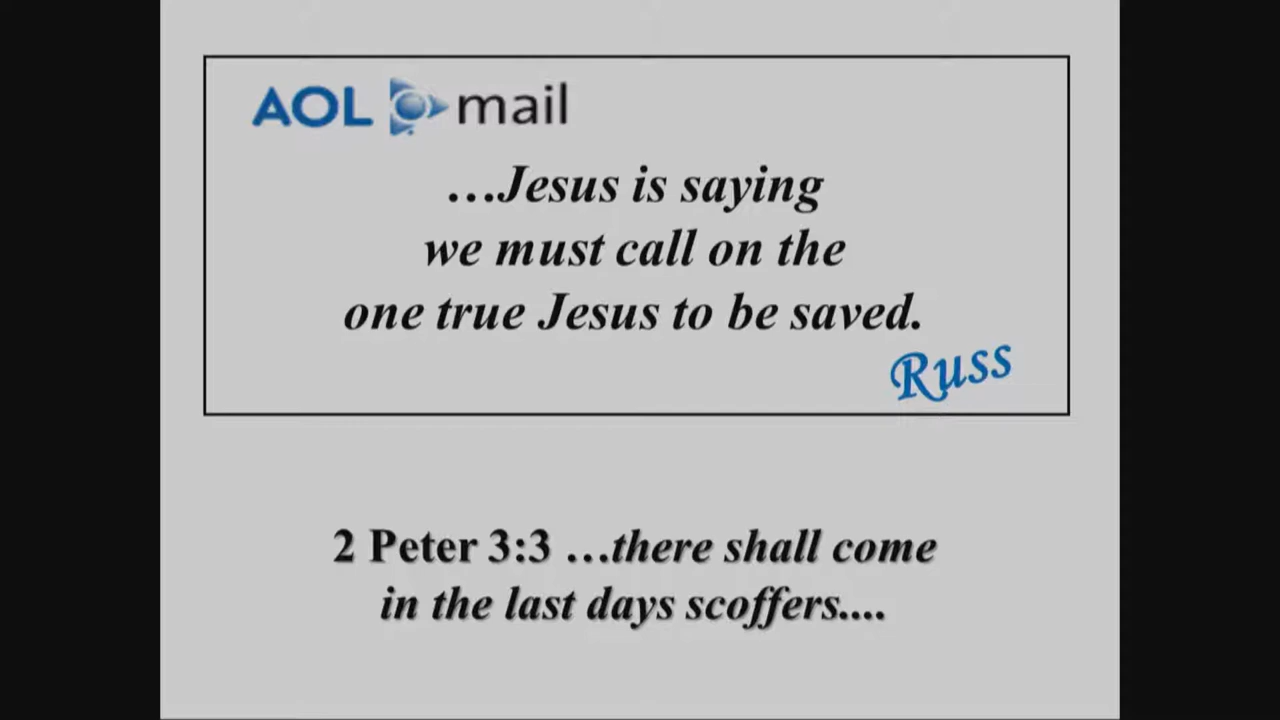 AOL mail
…Jesus is saying
we must call on the
one true Jesus to be saved.
Russ
2 Peter 3:3 …there shall come
in the last days scoffers....